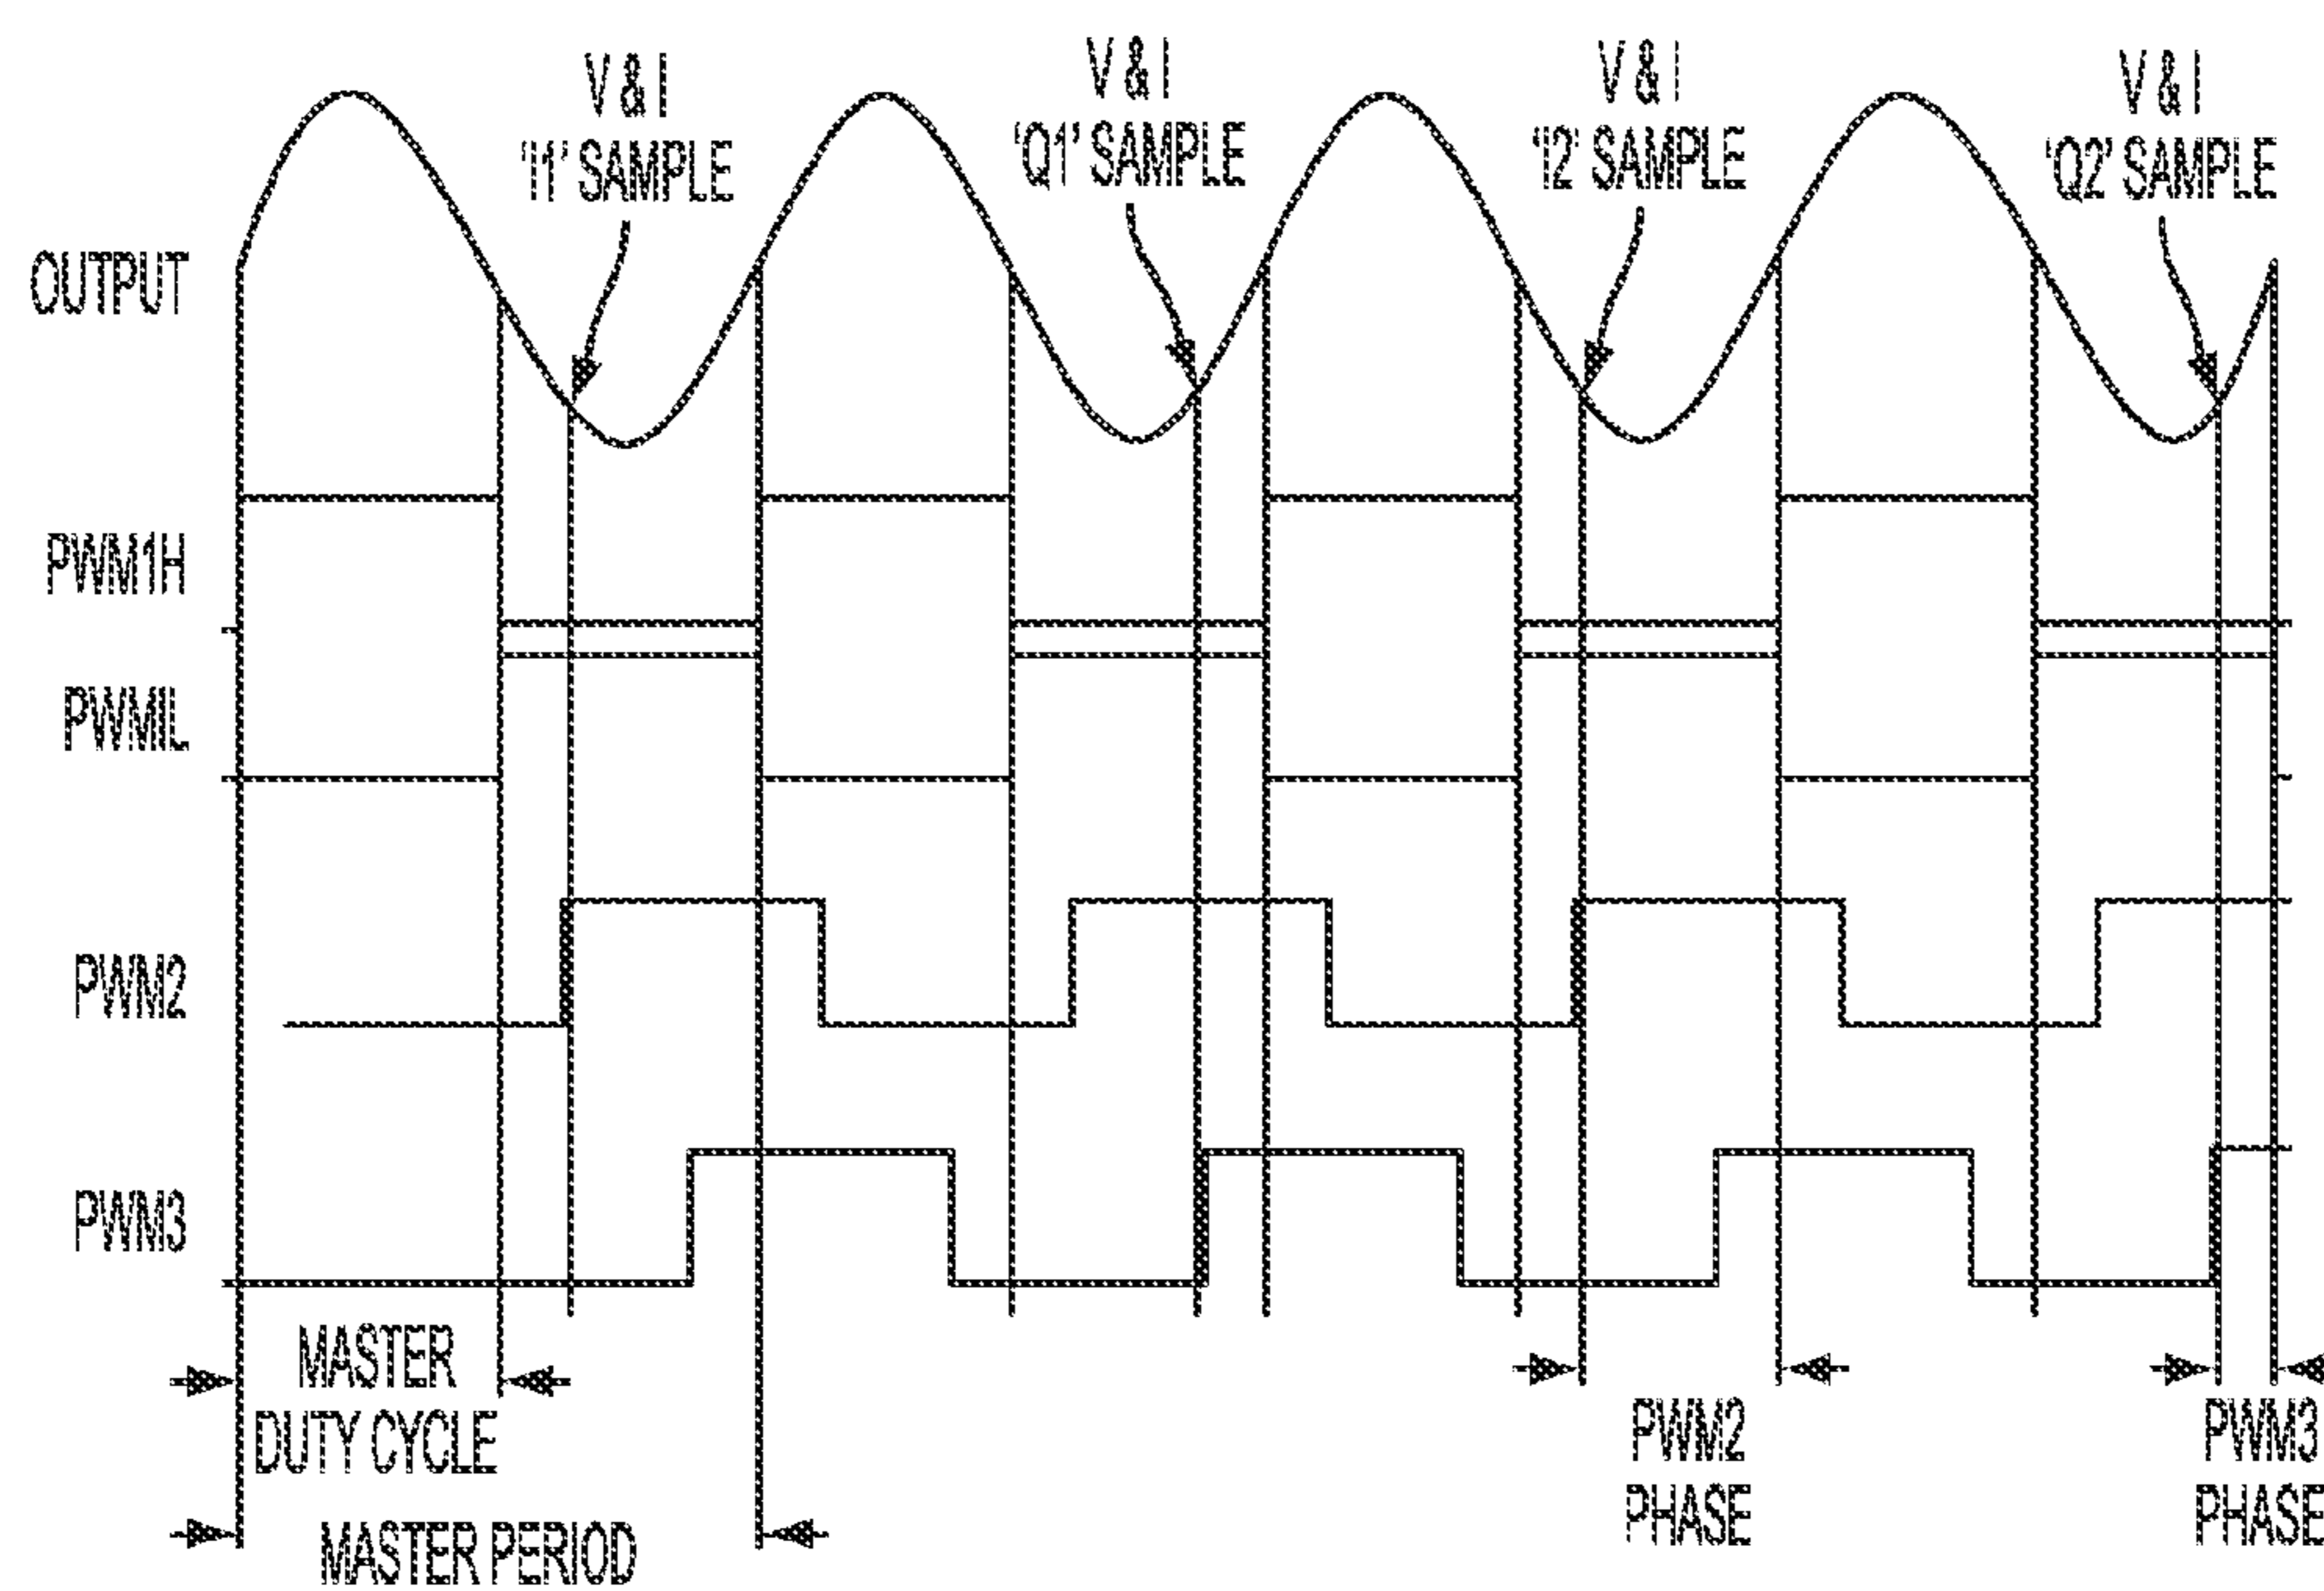 V & I
'I1' SAMPLE
V & I
'Q1' SAMPLE
V & I
'I2' SAMPLE
V & I
'Q2' SAMPLE
OUTPUT
PWM1H
PWMIL
PWM2
PWM3
MASTER
DUTY CYCLE
MASTER PERIOD
PWM2
PHASE
PWM3
PHASE